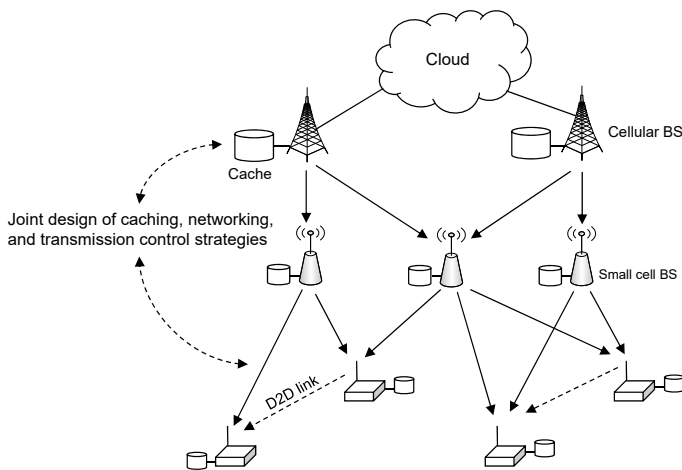 Cloud
Cellular BS
Cache
Joint design of caching, networking,
and transmission control strategies
Small cell BS
D2D link